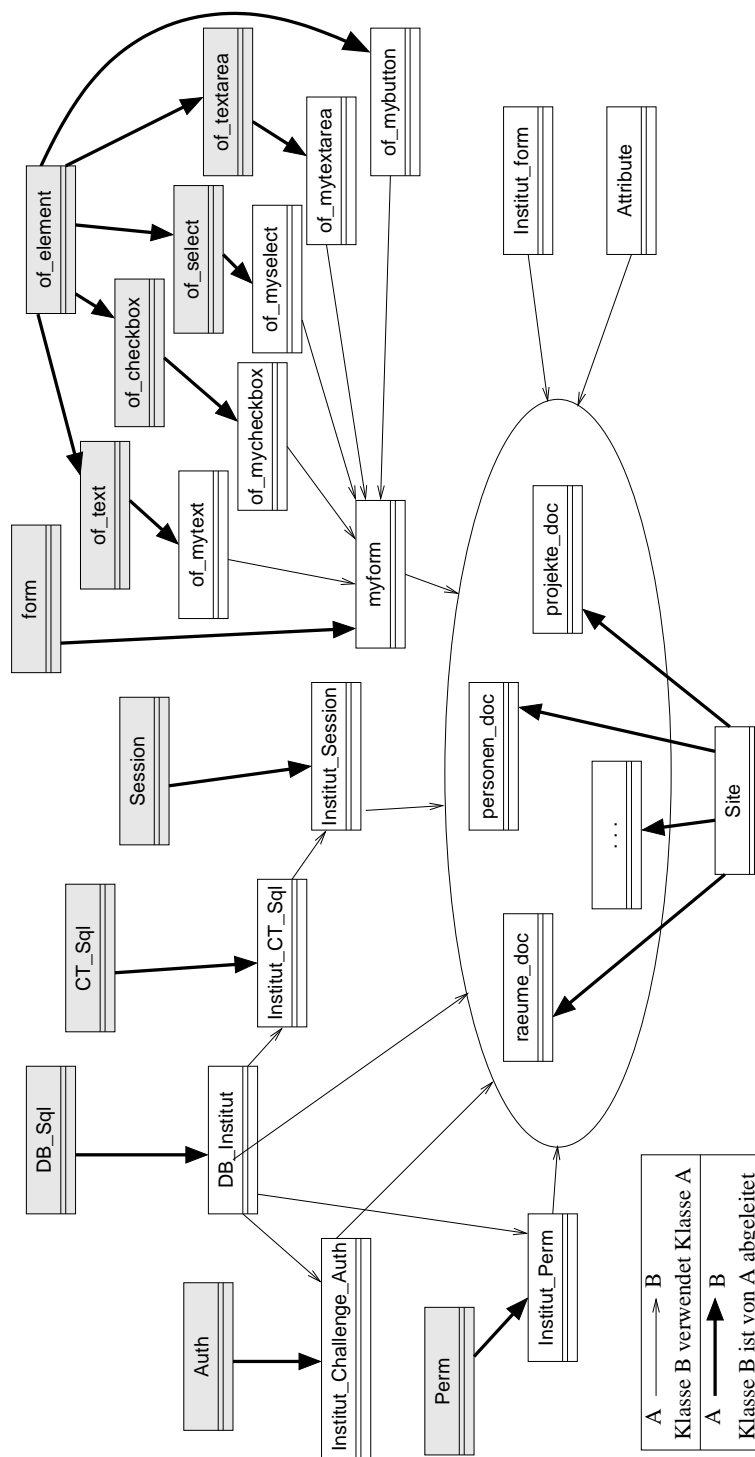 Auth
DB_Sql
CT_Sql
Session
form
of_element
of_text
of_checkbox
of_select
of_textarea
of_mytext
of_mycheckbox
of_myselect
of_mytextarea
of_mybutton
Institut_Challenge_Auth
DB_Institut
Institut_CT_Sql
Institut_Session
myform
Perm
Institut_Perm
raeume_doc
personen_doc
projekte_doc
. . .
Institut_form
Attribute
Site
A B
Klasse B verwendet Klasse A
A B
Klasse B ist von A abgeleitet